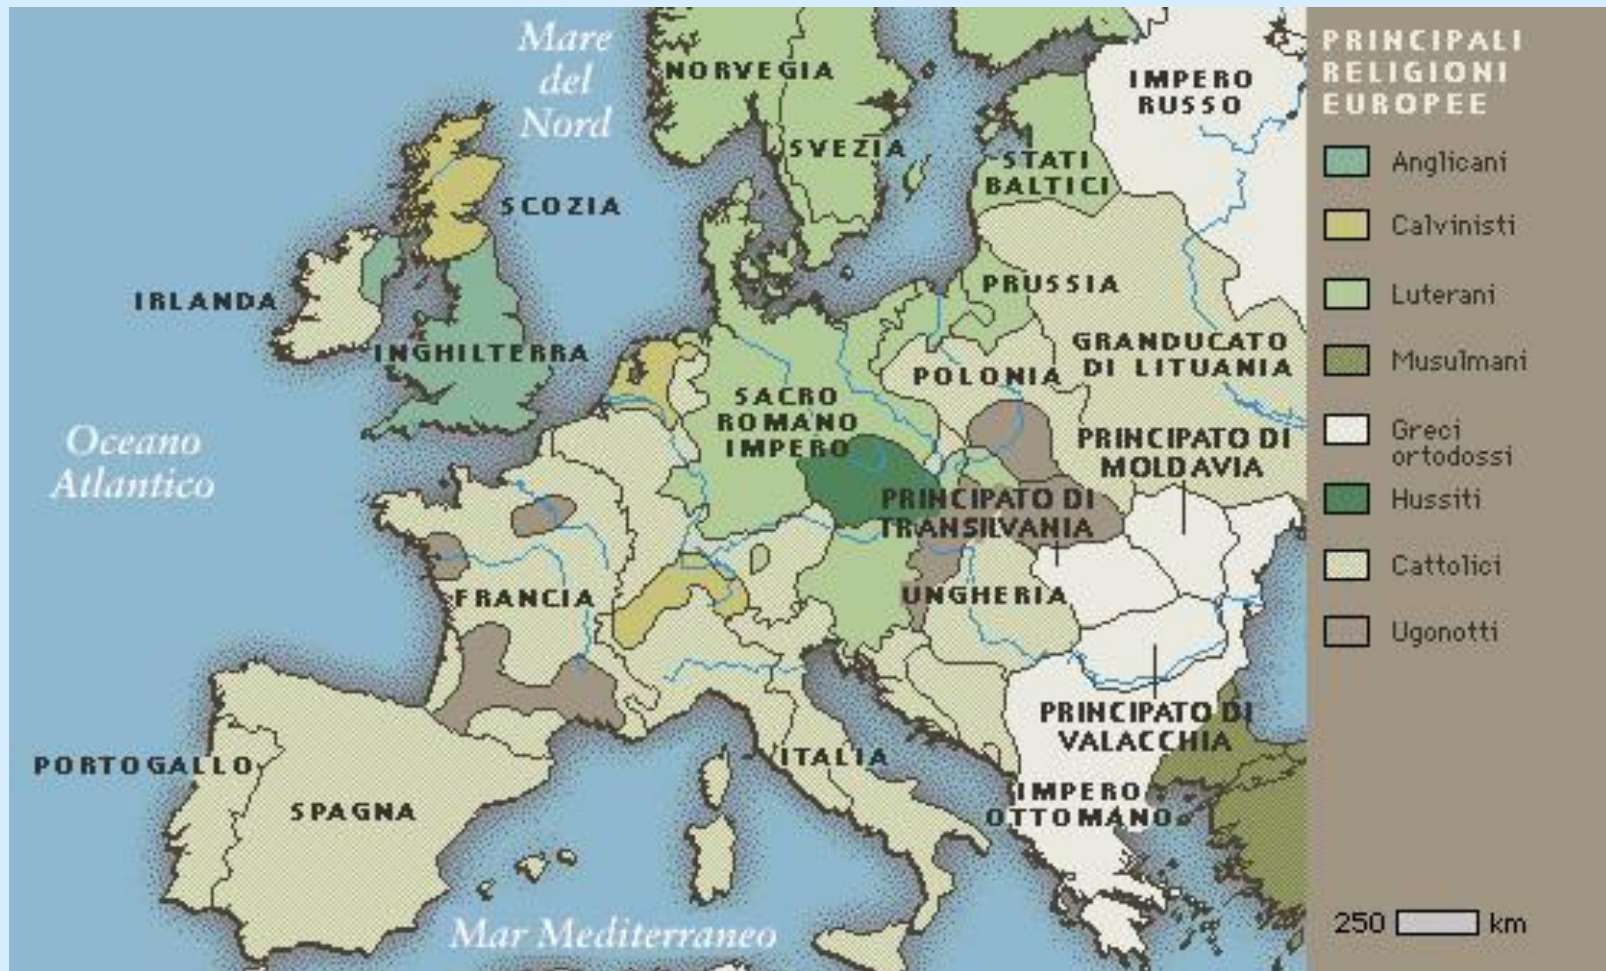 Mare
del
Nord
NORVEGIA
SVEZIA
STATI
BALTICI
IMPERO
RUSSO
SCOZIA
IRLANDA
INGHILTERRA
PRUSSIA
GRANDUCATO
DI LITUANIA
POLONIA
SACRO
ROMANO
IMPERO
Oceano
Atlantico
PRINCIPATO DI
MOLDAVIA
PRINCIPATO DI
TRANSILVANIA
FRANCIA
UNGHERIA
PRINCIPATO DI
VALACCHIA
PORTOGALLO
SPAGNA
ITALIA
IMPERO
OTTOMANO
Mar Mediterraneo
PRINCIPALI
RELIGIONI
EUROPEE
Anglicani
Calvinisti
Luterani
Musulmani
Greci
ortodossi
Hussiti
Cattolici
Ugonotti
250 km